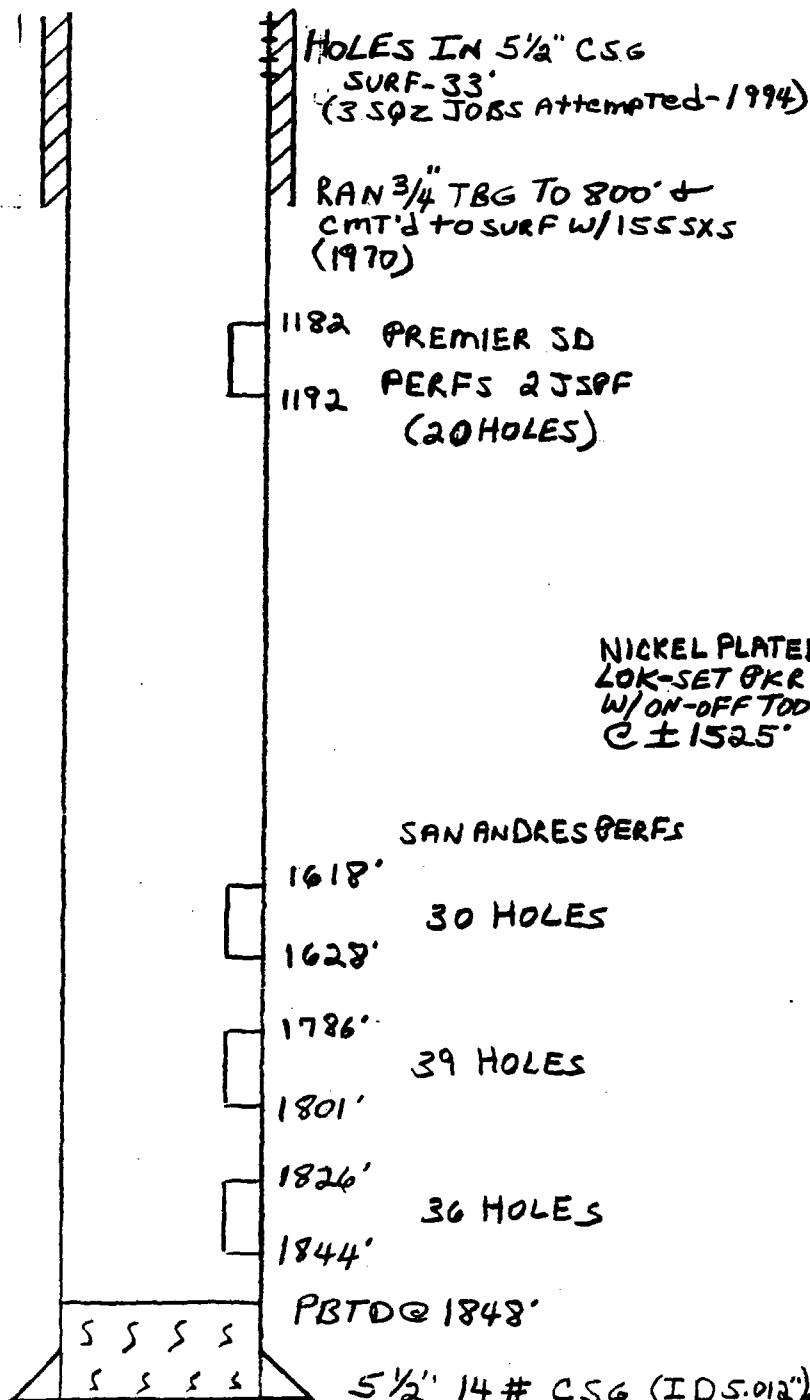 HOLES IN 5½" CSG
SURF-33'
(3 SQZ JOBS Attempted-1994)
RAN 3/4" TBG TO 800' &
CMT'd to SURF W/155 SXS
(1970)
1182 PREMIER SD
PERFS 2 JSPF
1192
(20 HOLES)
NICKEL PLATED
LOK-SET PKR
W/ON-OFF TOO
@ ± 1525'
SAN ANDRES PERFS
1618'
30 HOLES
1628'
1786'
39 HOLES
1801'
1826'
36 HOLES
1844'
PBTD @ 1848'
S S S S
S S S S
5 1/2" 14 # CSG (ID 5.012")